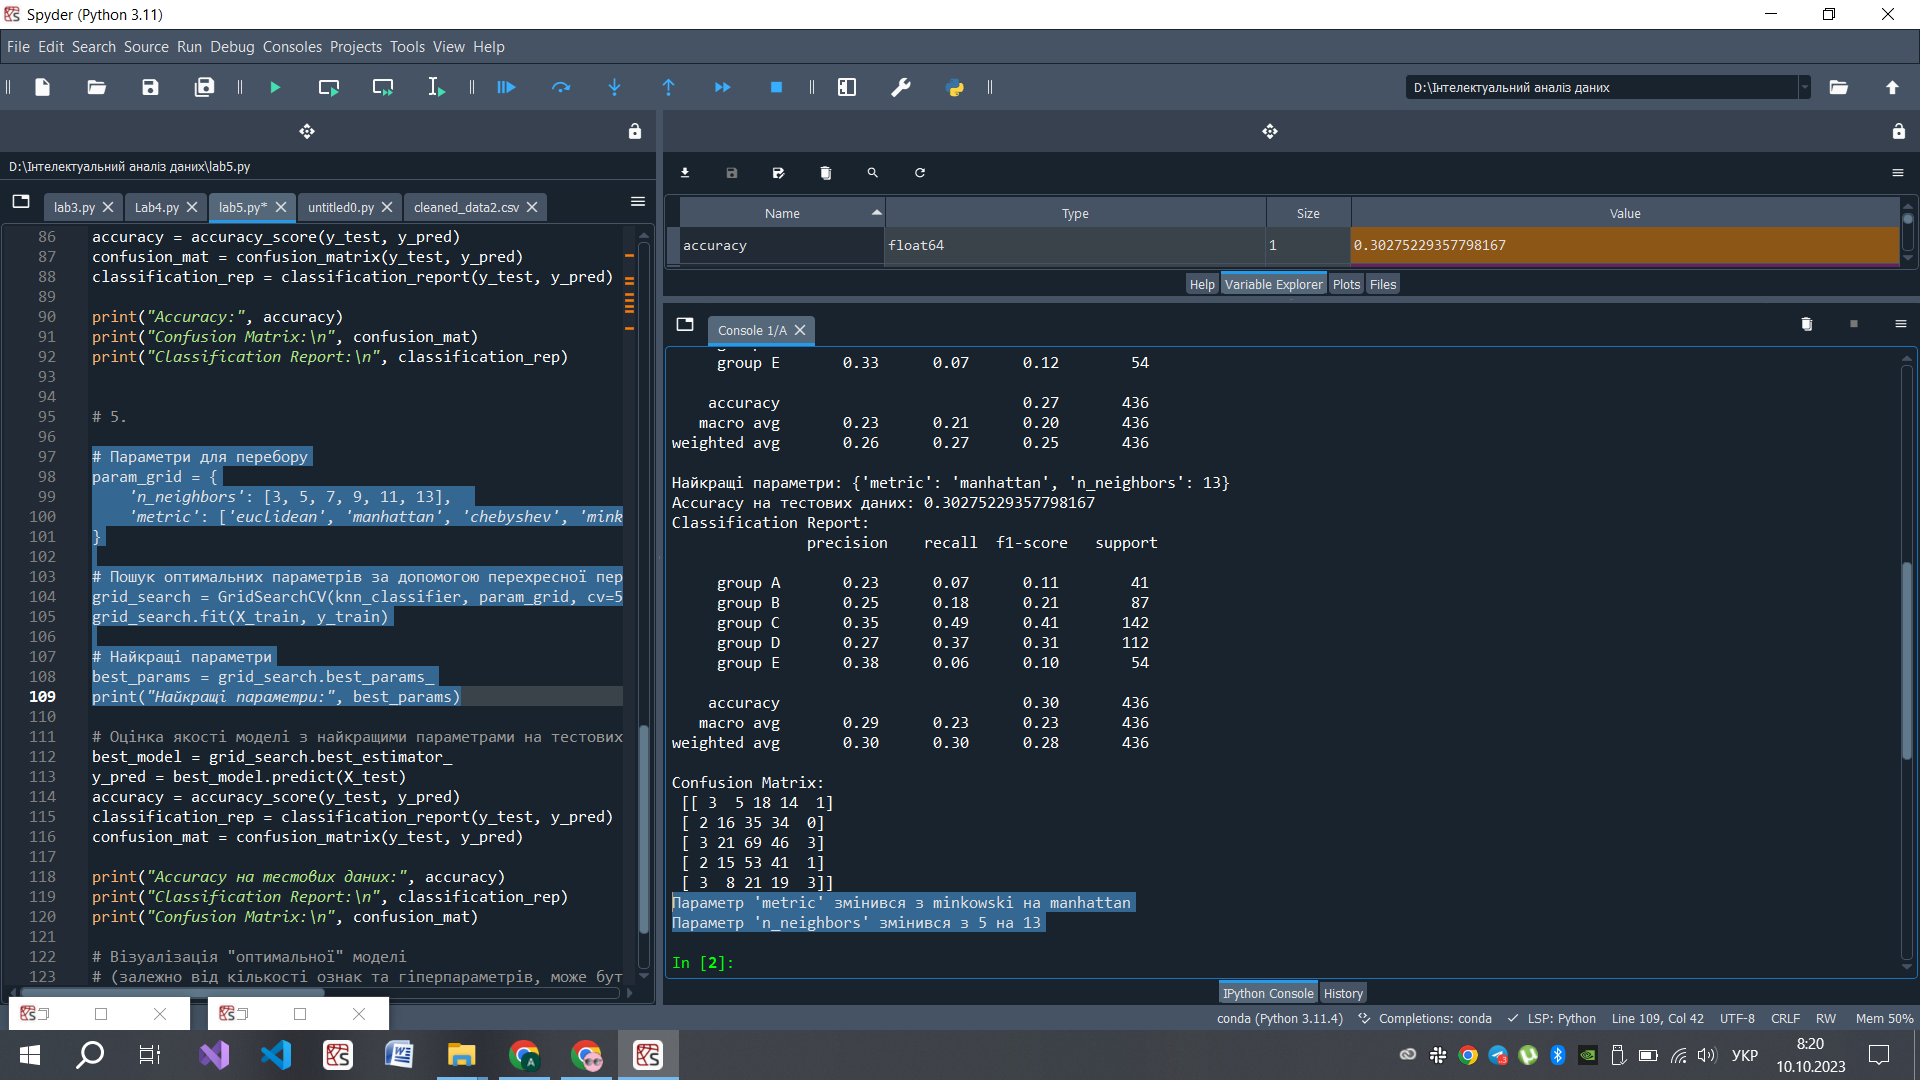 Spyder (Python 3.11)
File Edit Search Source Run Debug Consoles Projects Tools View Help
D:\Інтелектуальний аналіз даних
D:\Інтелектуальний аналіз даних\lab5.py
lab3.py Lab4.py lab5.py* untitled0.py cleaned_data2.csv
86 accuracy = accuracy_score(y_test, y_pred)
87 confusion_mat = confusion_matrix(y_test, y_pred)
88 classification_rep = classification_report(y_test, y_pred)
89
90 print("Accuracy:", accuracy)
91 print("Confusion Matrix:\n", confusion_mat)
92 print("Classification Report:\n", classification_rep)
93
94
95 # 5.
96
97 # Параметри для перебору
98 param_grid = {
99 'n_neighbors': [3, 5, 7, 9, 11, 13],
100 'metric': ['euclidean', 'manhattan', 'chebyshev', 'mink
101 }
102
103 # Пошук оптимальних параметрів за допомогою перехресної пер
104 grid_search = GridSearchCV(knn_classifier, param_grid, cv=5
105 grid_search.fit(X_train, y_train)
106
107 # Найкращі параметри
108 best_params = grid_search.best_params_
109 print("Найкращі параметри:", best_params)
110
111 # Оцінка якості моделі з найкращими параметрами на тестових
112 best_model = grid_search.best_estimator_
113 y_pred = best_model.predict(X_test)
114 accuracy = accuracy_score(y_test, y_pred)
115 classification_rep = classification_report(y_test, y_pred)
116 confusion_mat = confusion_matrix(y_test, y_pred)
117
118 print("Accuracy на тестових даних:", accuracy)
119 print("Classification Report:\n", classification_rep)
120 print("Confusion Matrix:\n", confusion_mat)
121
122 # Візуалізація "оптимальної" моделі
123 # (залежно від кількості ознак та гіперпараметрів, може бут
Name Type Size Value
accuracy float64 1 0.30275229357798167
Help Variable Explorer Plots Files
Console 1/A
group E 0.33 0.07 0.12 54
accuracy 0.27 436
macro avg 0.23 0.21 0.20 436
weighted avg 0.26 0.27 0.25 436
Найкращі параметри: {'metric': 'manhattan', 'n_neighbors': 13}
Accuracy на тестових даних: 0.30275229357798167
Classification Report:
precision recall f1-score support
group A 0.23 0.07 0.11 41
group B 0.25 0.18 0.21 87
group C 0.35 0.49 0.41 142
group D 0.27 0.37 0.31 112
group E 0.38 0.06 0.10 54
accuracy 0.30 436
macro avg 0.29 0.23 0.23 436
weighted avg 0.30 0.30 0.28 436
Confusion Matrix:
[[ 3 5 18 14 1]
[ 2 16 35 34 0]
[ 3 21 69 46 3]
[ 2 15 53 41 1]
[ 3 8 21 19 3]]
Параметр 'metric' змінився з minkowski на manhattan
Параметр 'n_neighbors' змінився з 5 на 13
In [2]:
IPython Console History
conda (Python 3.11.4) Completions: conda LSP: Python Line 109, Col 42 UTF-8 CRLF RW Mem 50%
УКР
8:20
10.10.2023